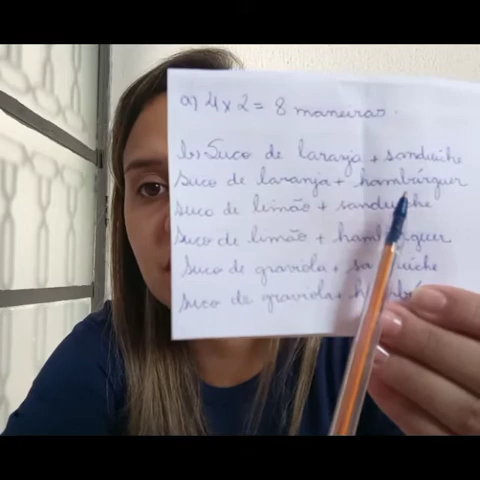 a) 4 x 2 = 8 maneiras.
b) Suco de laranja + sanduíche
suco de laranja + hambúrguer
suco de limão + sanduíche
suco de limão + hambúrguer
suco de graviola + sanduíche
suco de graviola +